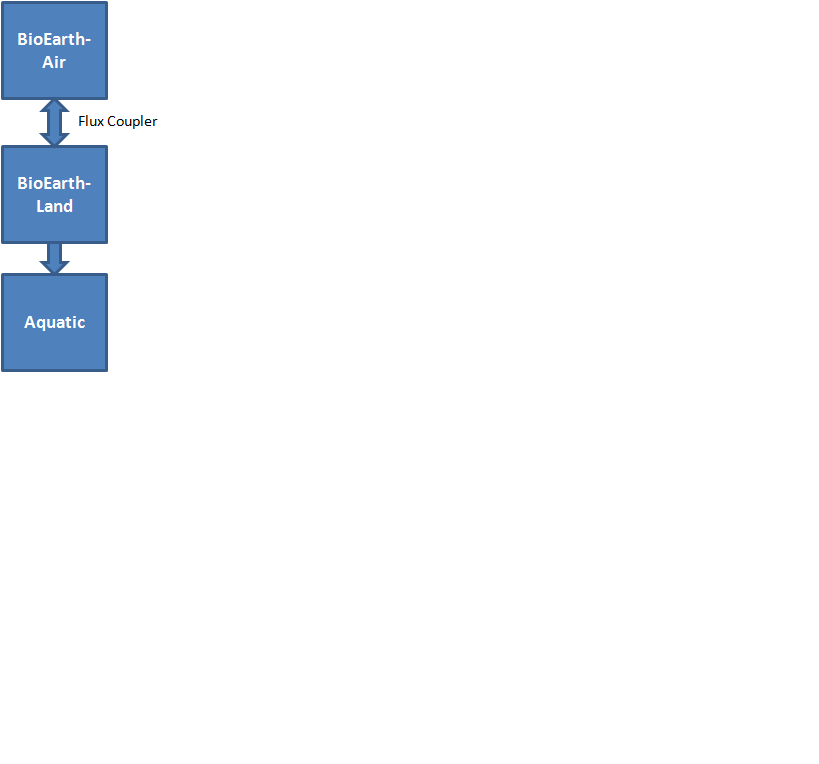 BioEarth-
Air
Flux Coupler
BioEarth-
Land
Aquatic